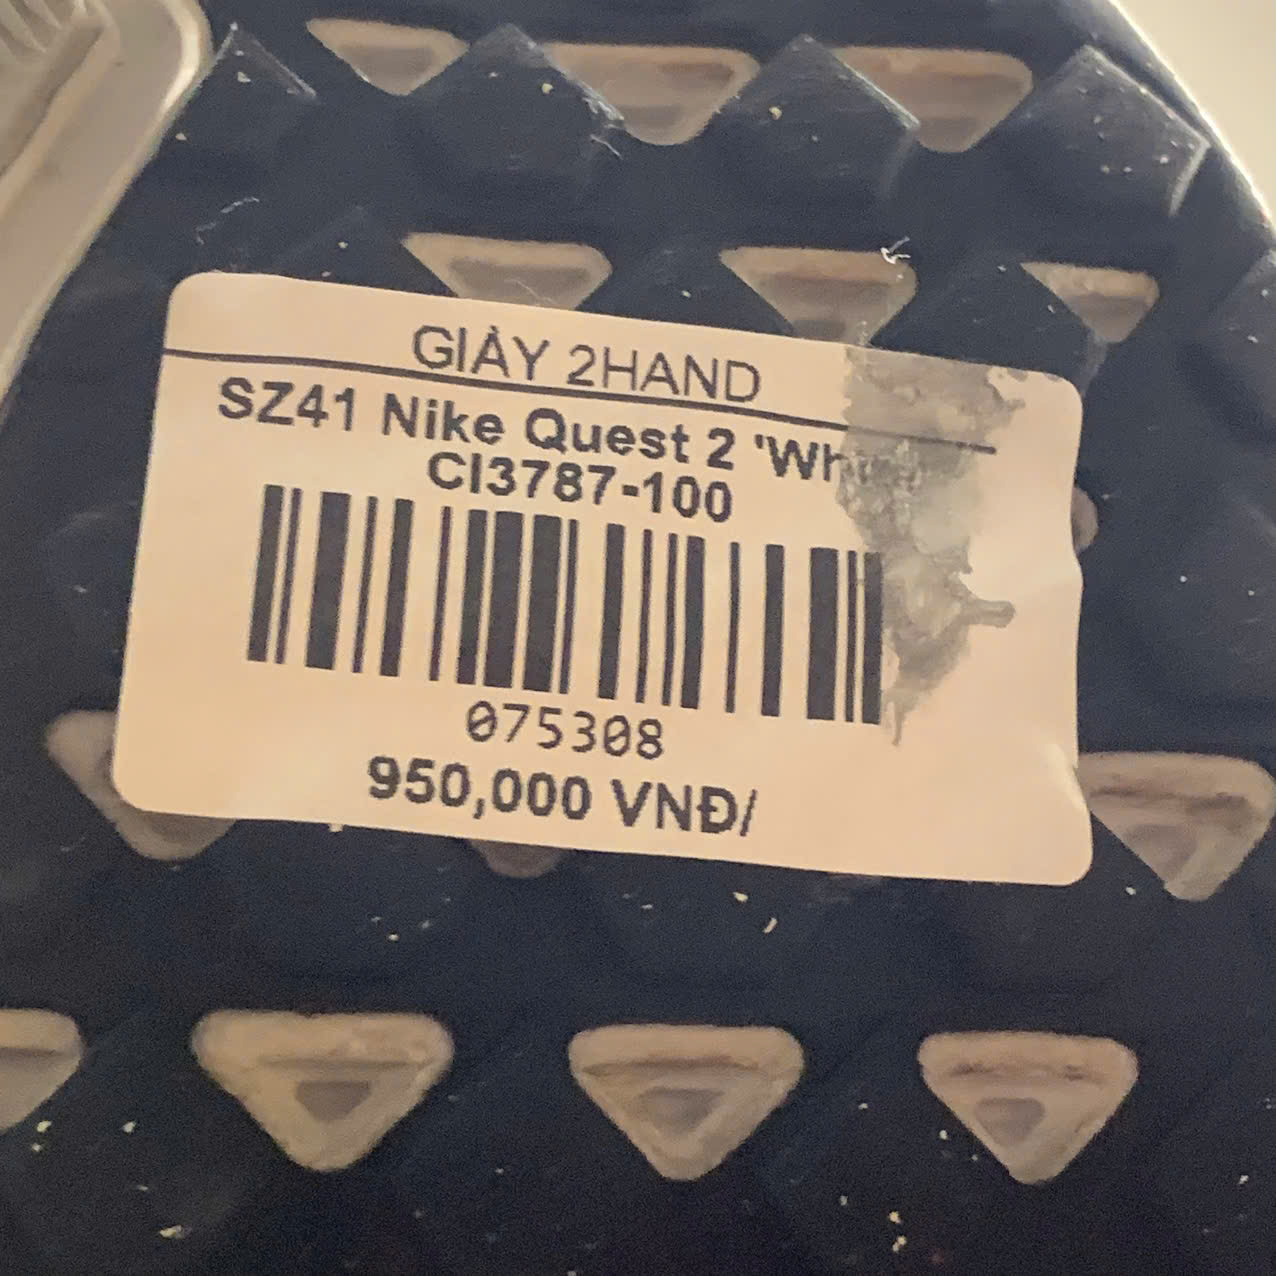 GIÀY 2HAND
SZ41 Nike Quest 2
CI3787-100
075308
950,000 VNĐ/